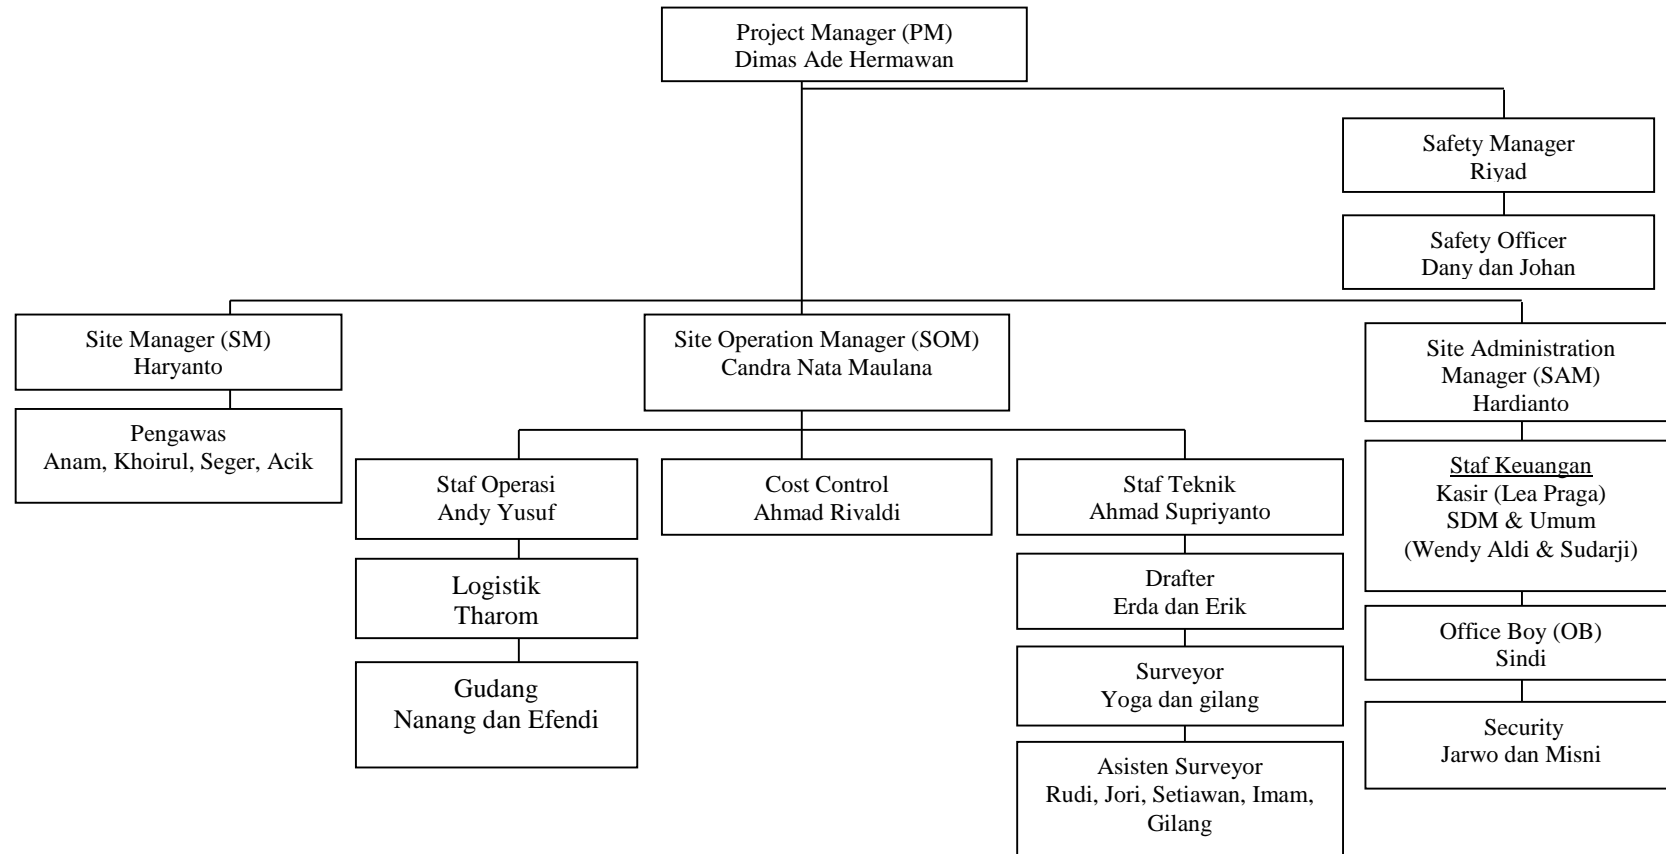 Project Manager (PM)
Dimas Ade Hermawan
Safety Manager
Riyad
Safety Officer
Dany dan Johan
Site Manager (SM)
Haryanto
Site Operation Manager (SOM)
Candra Nata Maulana
Site Administration
Manager (SAM)
Hardianto
Pengawas
Anam, Khoirul, Seger, Acik
Staf Operasi
Andy Yusuf
Cost Control
Ahmad Rivaldi
Staf Teknik
Ahmad Supriyanto
Staf Keuangan
Kasir (Lea Praga)
SDM & Umum
(Wendy Aldi & Sudarji)
Logistik
Tharom
Drafter
Erda dan Erik
Office Boy (OB)
Sindi
Gudang
Nanang dan Efendi
Surveyor
Yoga dan gilang
Security
Jarwo dan Misni
Asisten Surveyor
Rudi, Jori, Setiawan, Imam,
Gilang